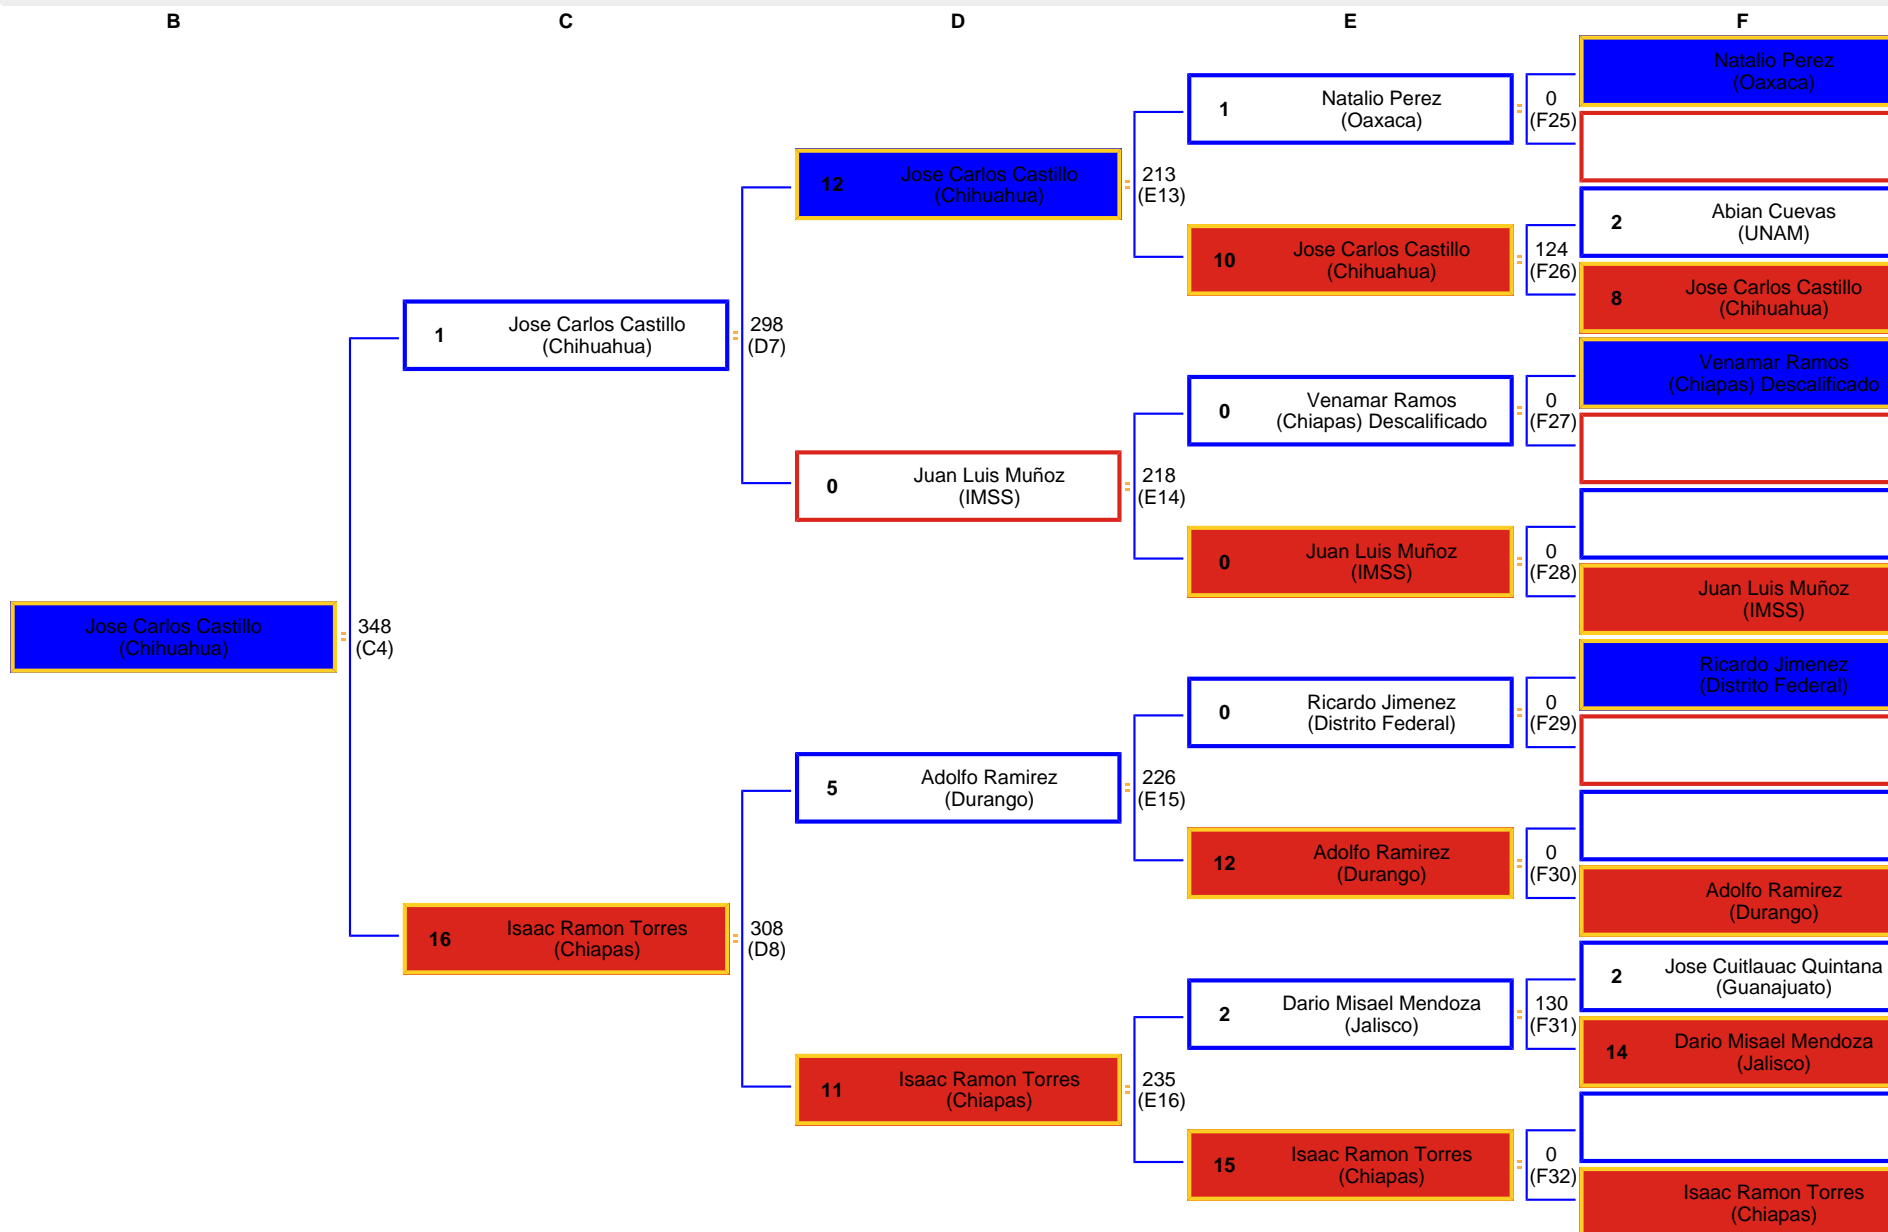 B
C
D
E
F
Jose Carlos Castillo
(Chihuahua)
348
(C4)
1
Jose Carlos Castillo
(Chihuahua)
298
(D7)
16
Isaac Ramon Torres
(Chiapas)
308
(D8)
12
Jose Carlos Castillo
(Chihuahua)
213
(E13)
0
Juan Luis Muñoz
(IMSS)
218
(E14)
5
Adolfo Ramirez
(Durango)
226
(E15)
11
Isaac Ramon Torres
(Chiapas)
235
(E16)
1
Natalio Perez
(Oaxaca)
0
(F25)
10
Jose Carlos Castillo
(Chihuahua)
124
(F26)
0
Venamar Ramos
(Chiapas) Descalificado
0
(F27)
0
Juan Luis Muñoz
(IMSS)
0
(F28)
0
Ricardo Jimenez
(Distrito Federal)
0
(F29)
12
Adolfo Ramirez
(Durango)
0
(F30)
2
Dario Misael Mendoza
(Jalisco)
130
(F31)
15
Isaac Ramon Torres
(Chiapas)
0
(F32)
Natalio Perez
(Oaxaca)
2
Abian Cuevas
(UNAM)
8
Jose Carlos Castillo
(Chihuahua)
Venamar Ramos
(Chiapas) Descalificado
Juan Luis Muñoz
(IMSS)
Ricardo Jimenez
(Distrito Federal)
Adolfo Ramirez
(Durango)
2
Jose Cuitlauac Quintana
(Guanajuato)
14
Dario Misael Mendoza
(Jalisco)
Isaac Ramon Torres
(Chiapas)